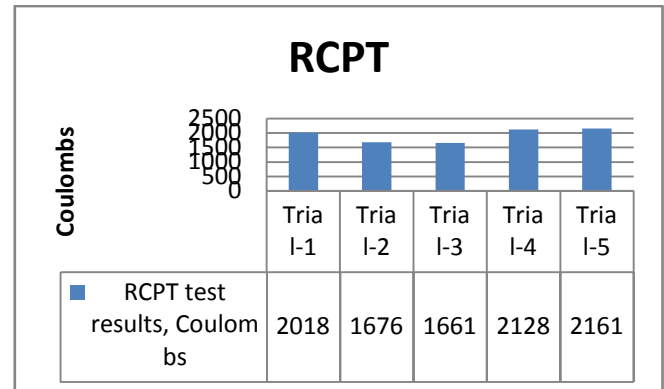 RCPT
Coulombs
2500
2000
1500
1000
500
0
Tria
l-1
Tria
l-2
Tria
l-3
Tria
l-4
Tria
l-5
RCPT test
results, Coulom
bs
2018 1676 1661 2128 2161